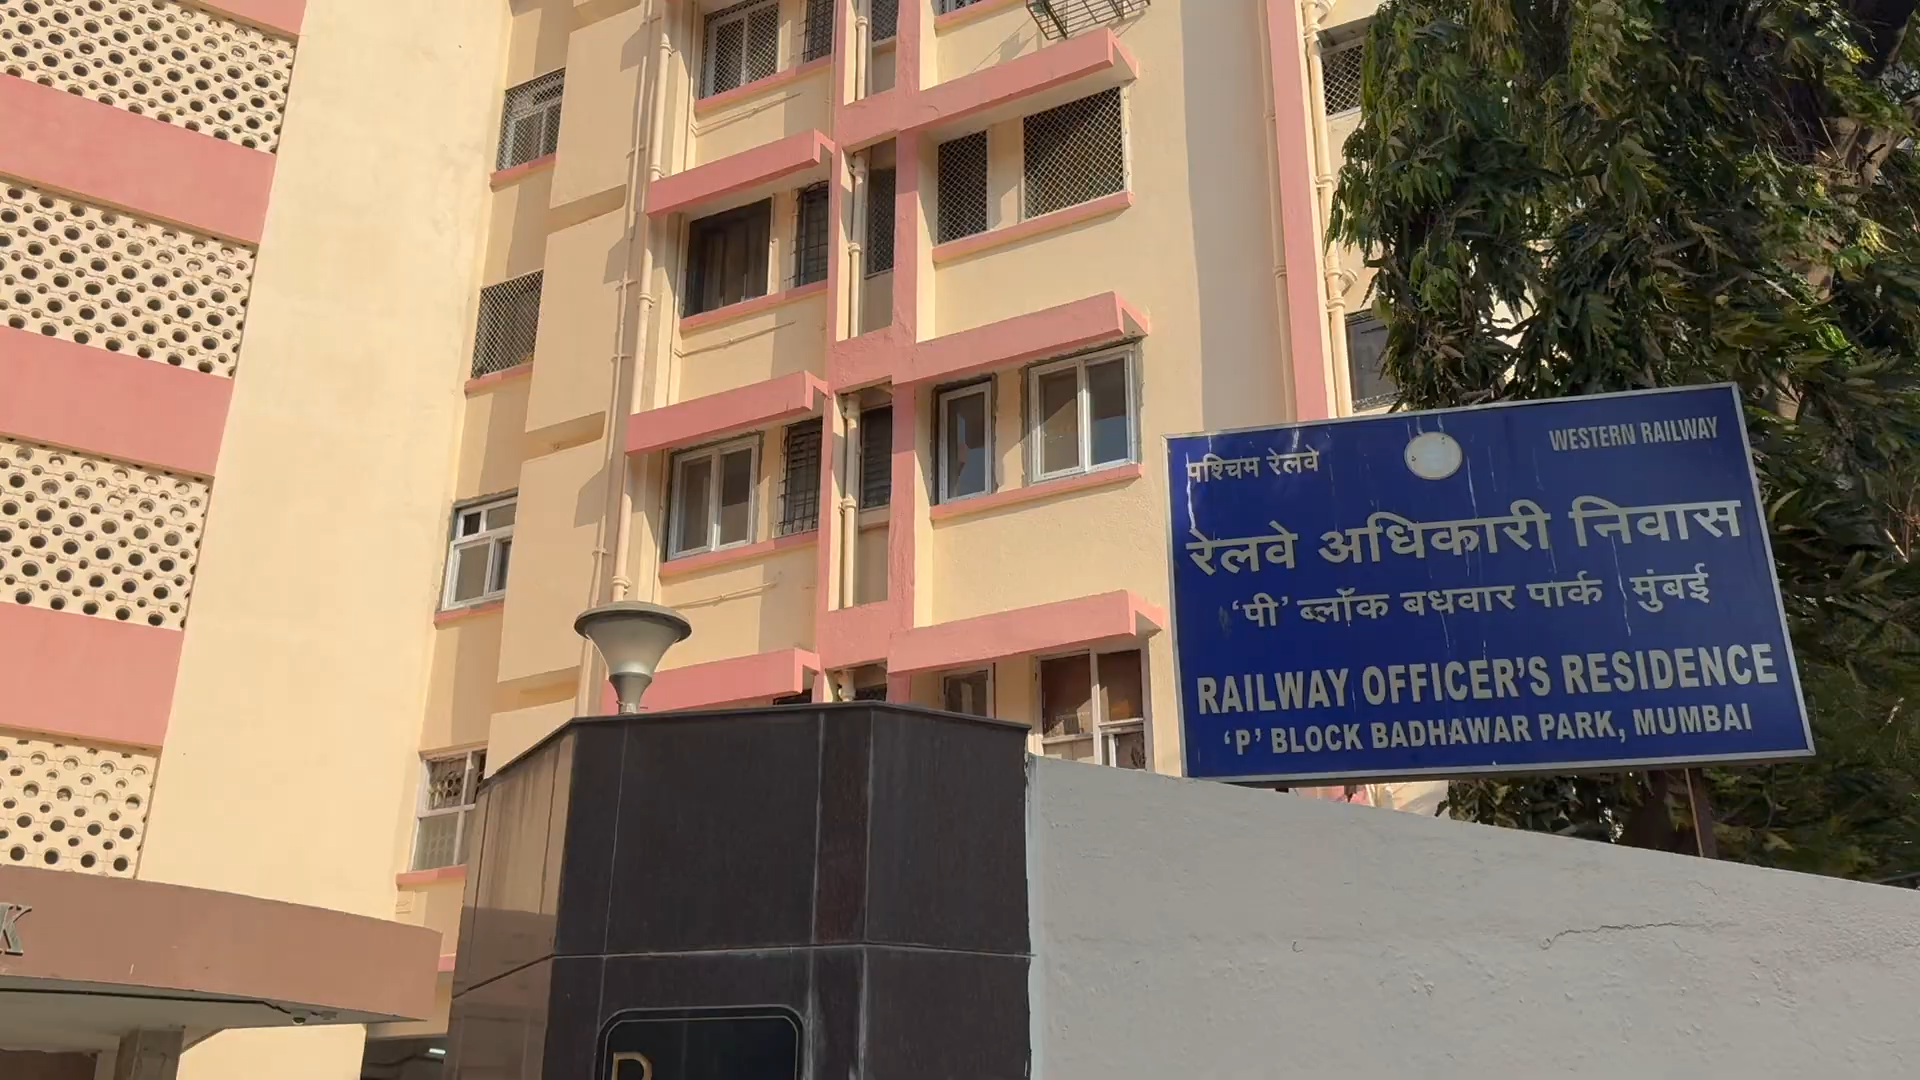 पश्चिम रेलवे
WESTERN RAILWAY
रेलवे अधिकारी निवास
'पी' ब्लॉक बधवार पार्क मुंबई
RAILWAY OFFICER'S RESIDENCE
'P' BLOCK BADHAWAR PARK, MUMBAI
K